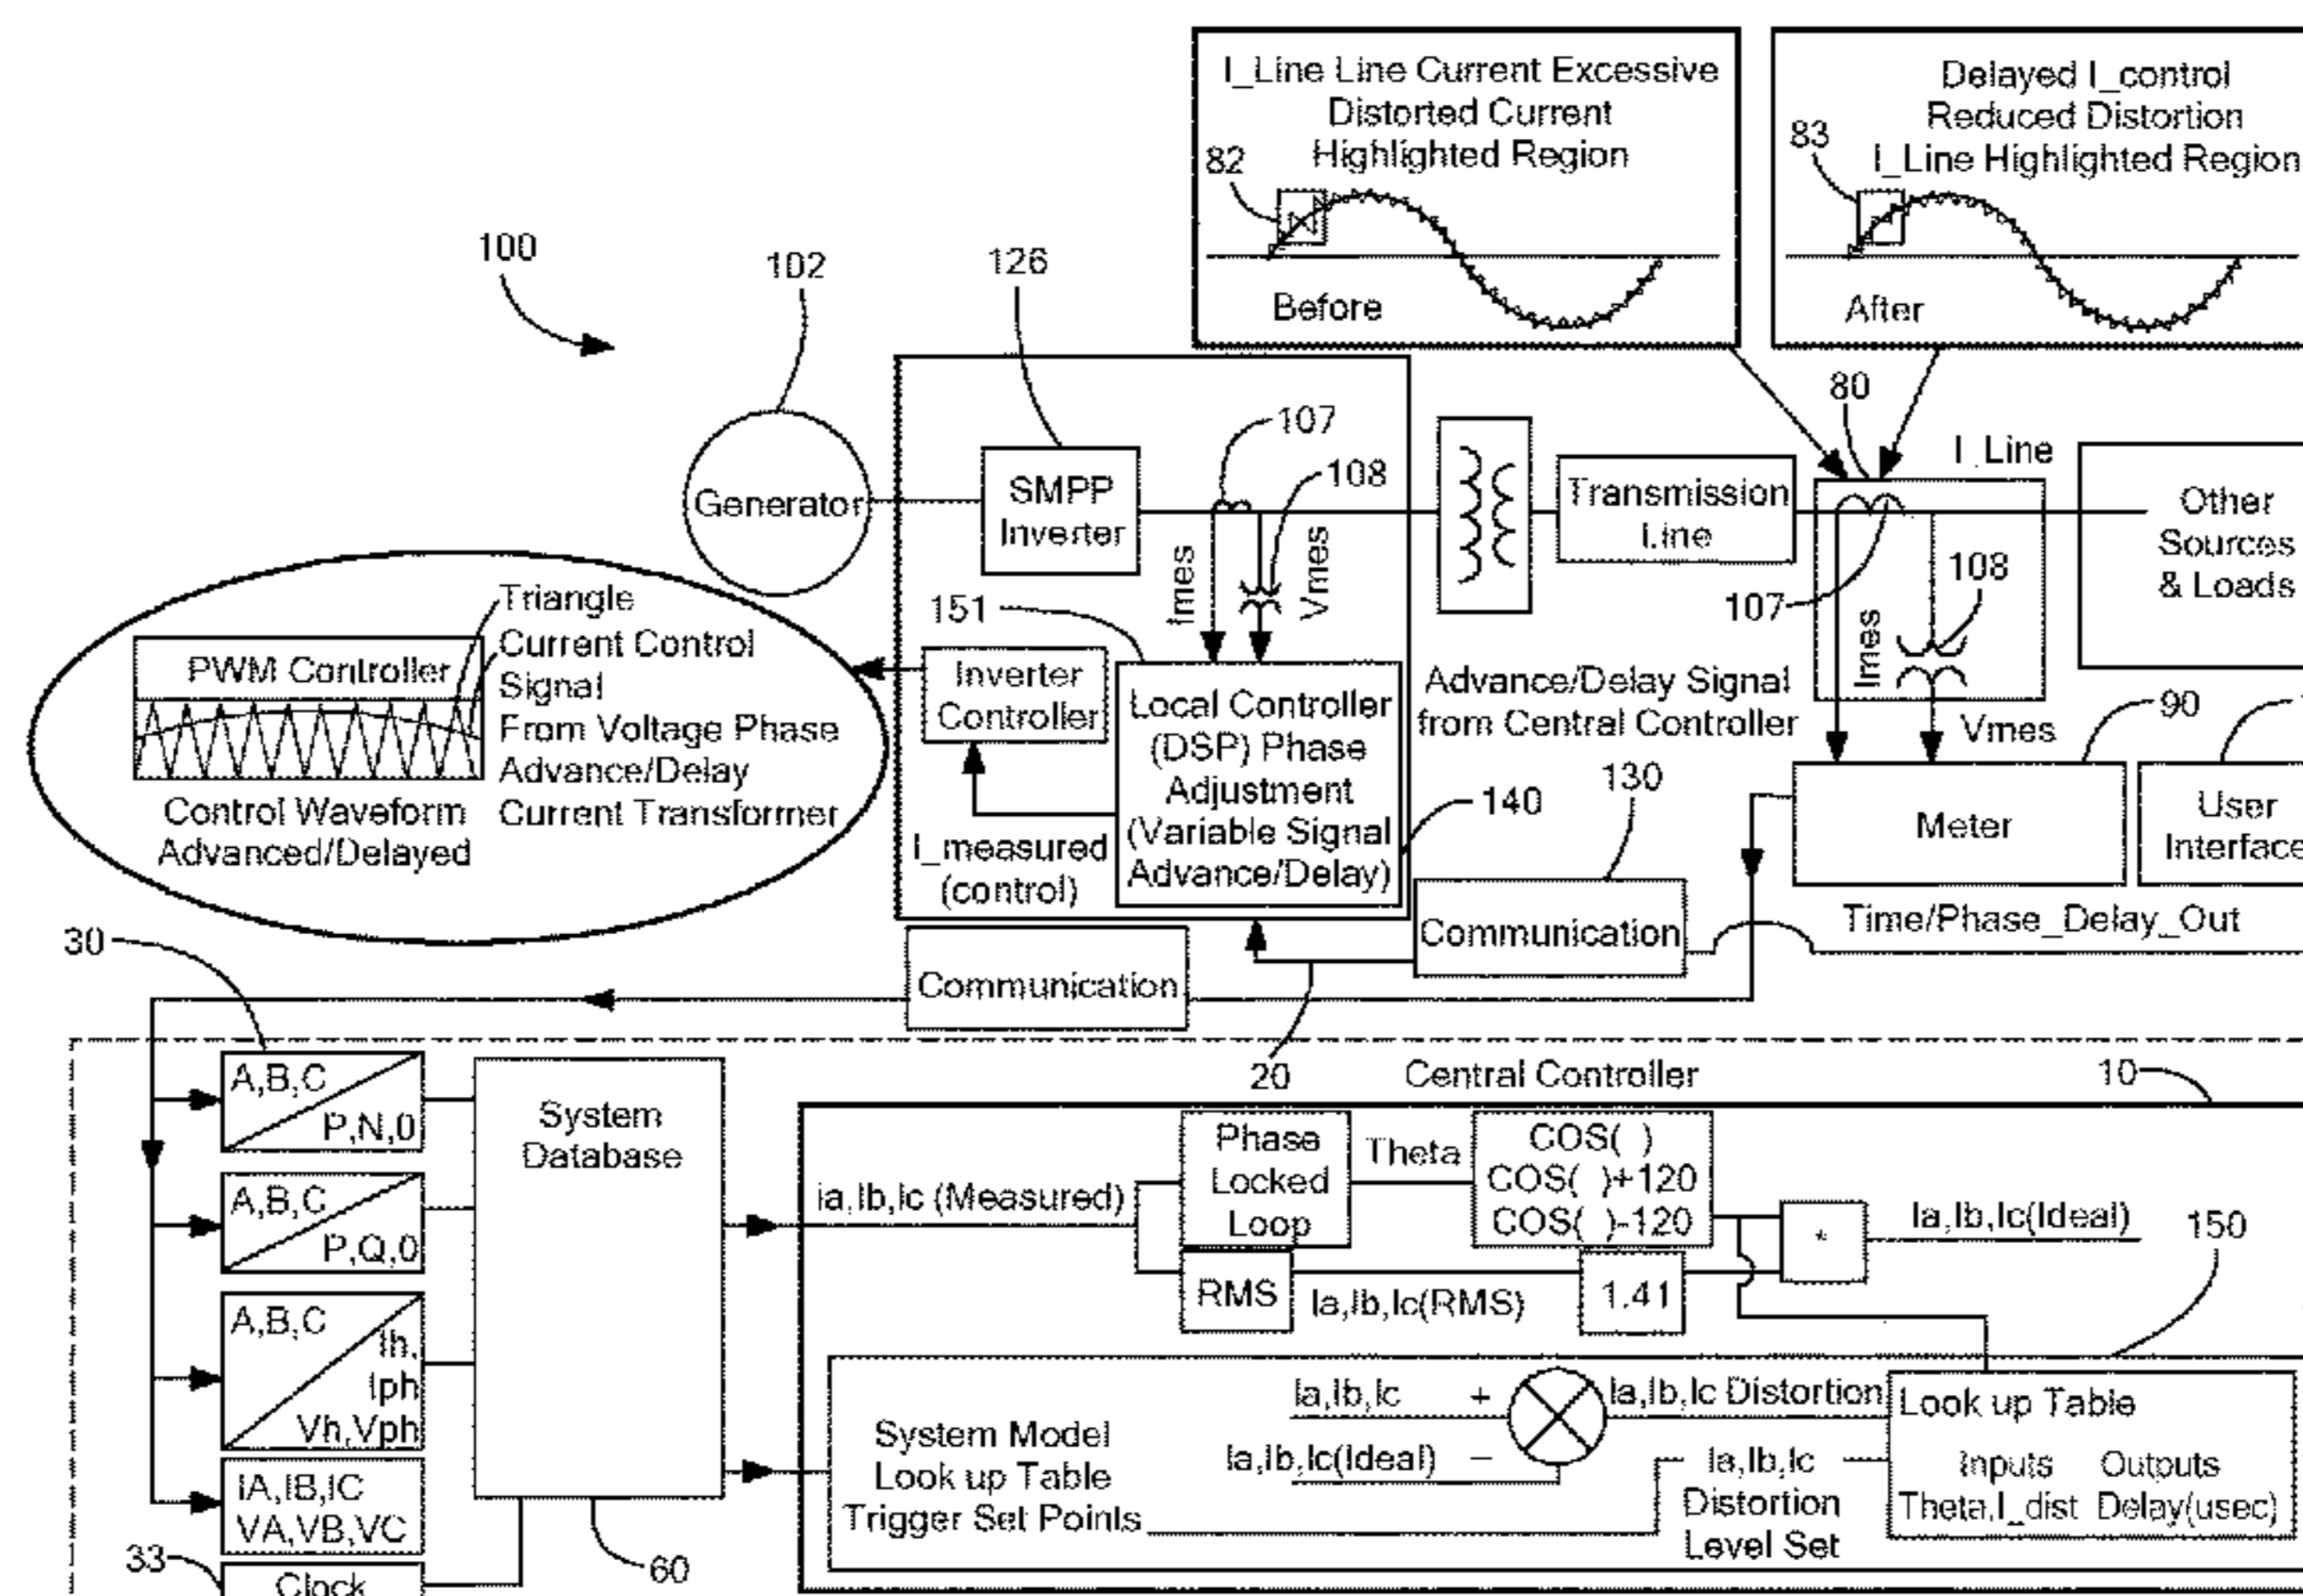 I_Line Line Current Excessive
Distorted Current
Highlighted Region
82
Before
Delayed I_control
Reduced Distortion
I_Line Highlighted Region
83
After
100
102
126
107
108
80
I_Line
Generator
SMPP
Inverter
Imes
Vmes
Transmission
Line
Other
Sources
& Loads
107
108
Imes
Vmes
151
Triangle
Current Control
Signal
From Voltage Phase
Advance/Delay
Current Transformer
PWM Controller
Control Waveform
Advanced/Delayed
Inverter
Controller
Local Controller
(DSP) Phase
Adjustment
(Variable Signal
Advance/Delay)
I_measured
(control)
140
Advance/Delay Signal
from Central Controller
130
90
Meter
User
Interface
Communication
Time/Phase_Delay_Out
30
Communication
20
Central Controller
10
A,B,C
P,N,0
A,B,C
P,Q,0
A,B,C
Ih,
Iph
Vh,Vph
IA,IB,IC
VA,VB,VC
33
Clock
System
Database
60
ia,Ib,Ic (Measured)
Phase
Locked
Loop
Theta
COS( )
COS( )+120
COS( )-120
*
Ia,Ib,Ic(Ideal)
150
RMS
Ia,Ib,Ic(RMS)
1.41
System Model
Look up Table
Trigger Set Points
Ia,Ib,Ic
+
Ia,Ib,Ic(Ideal)
−
Ia,Ib,Ic Distortion
Ia,Ib,Ic
Distortion
Level Set
Look up Table
Inputs Outputs
Theta,I_dist Delay(usec)